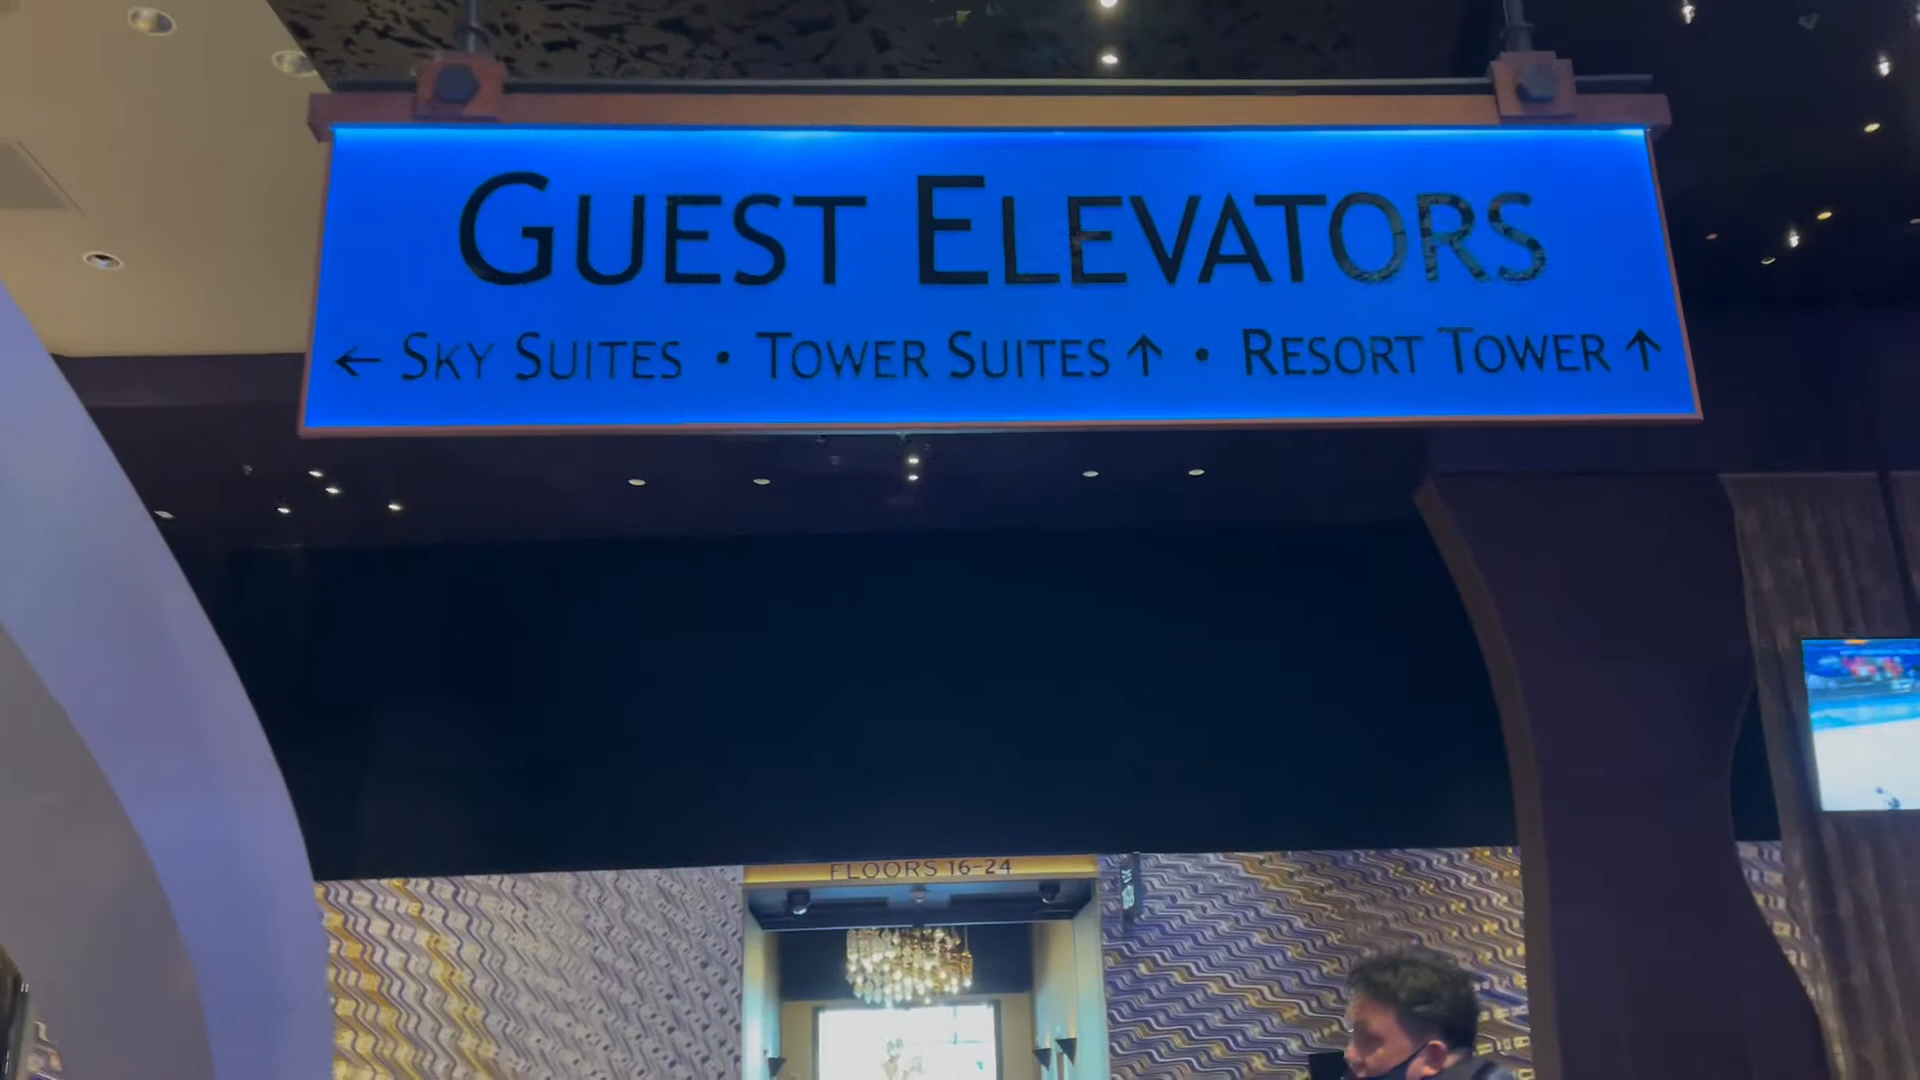 GUEST ELEVATORS
← SKY SUITES • TOWER SUITES ↑ • RESORT TOWER ↑
FLOORS 16-24